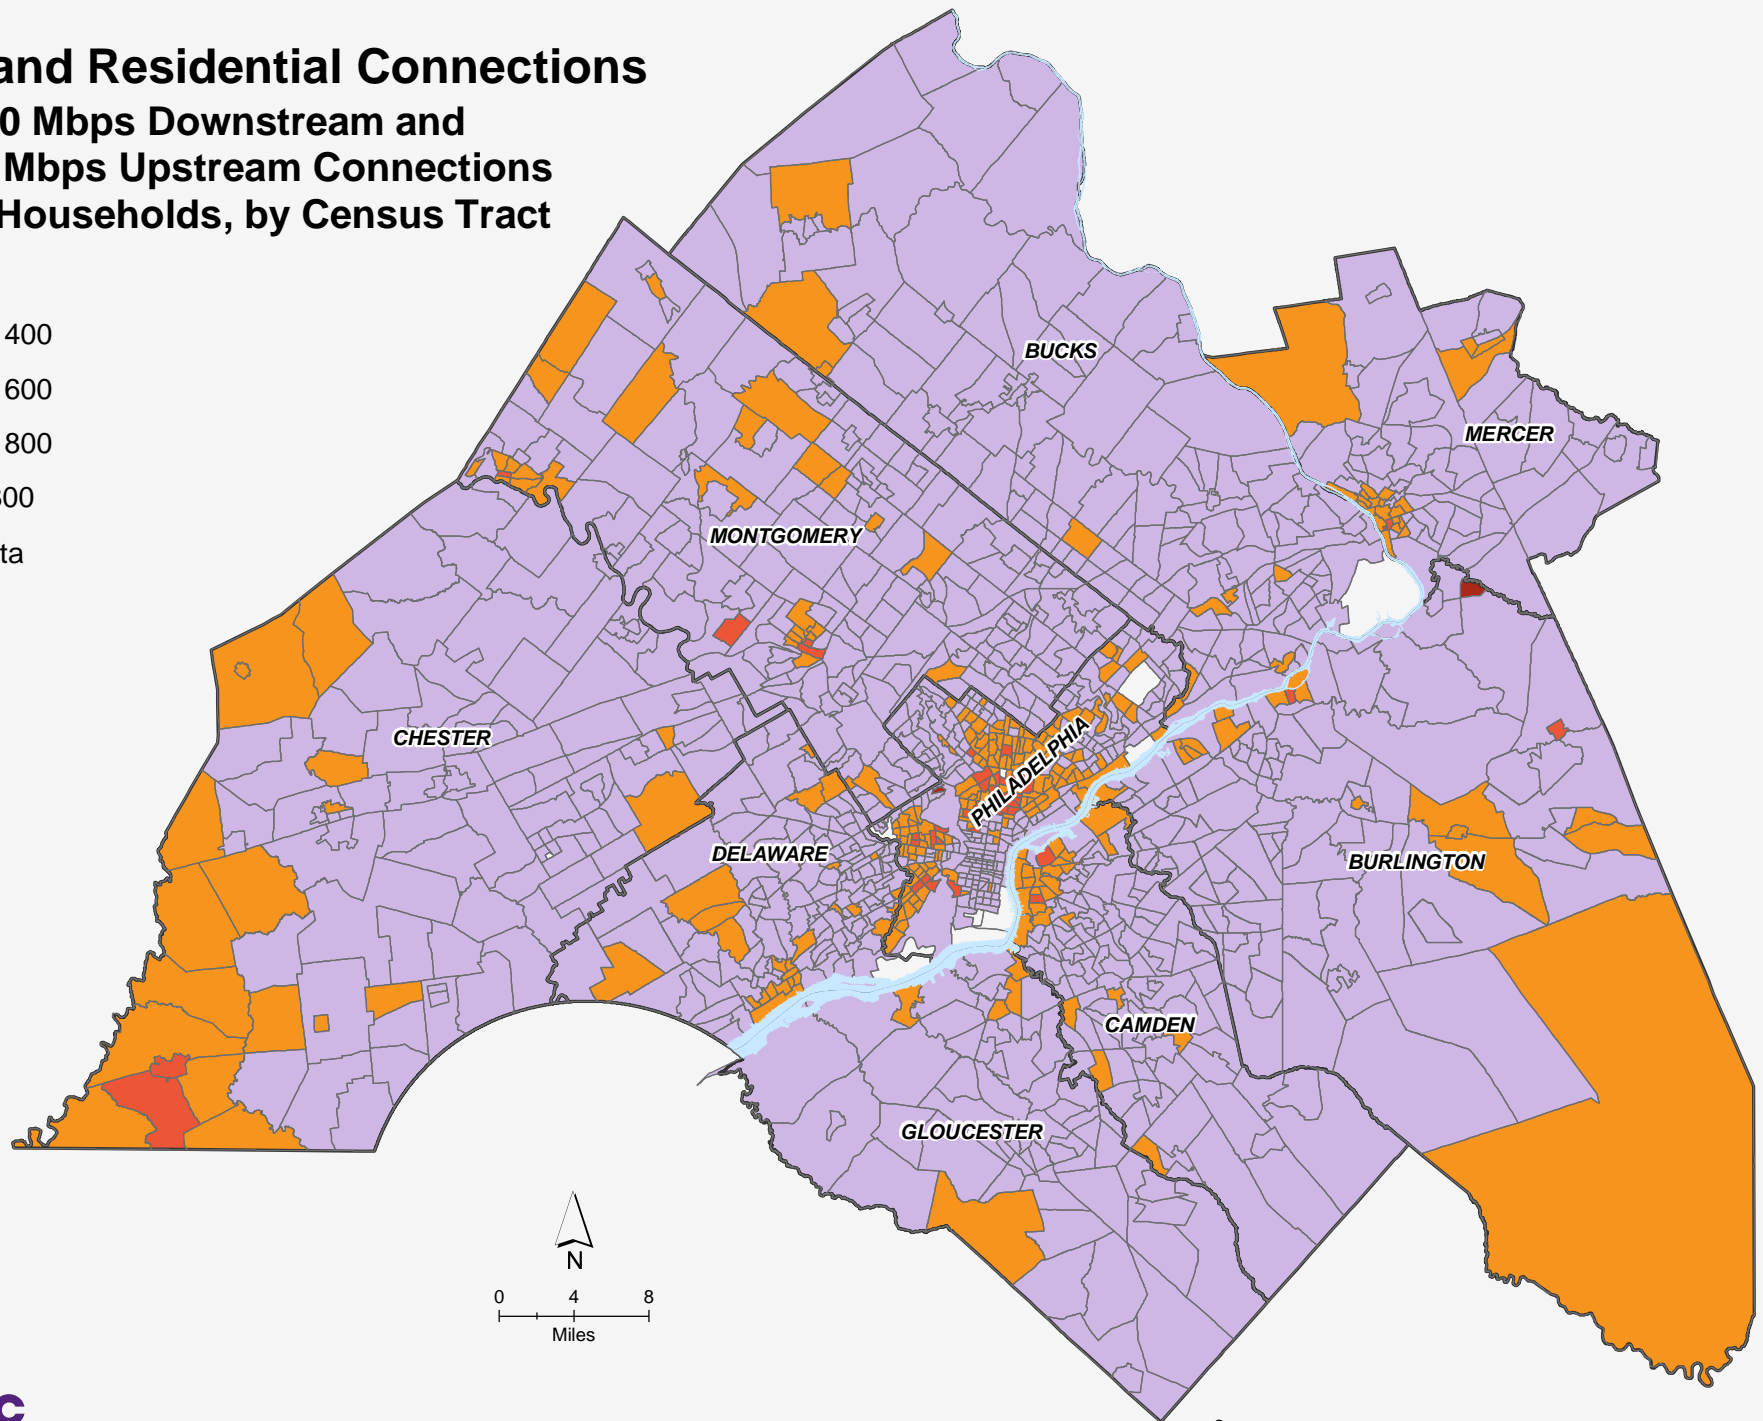 and Residential Connections
0 Mbps Downstream and
Mbps Upstream Connections
Households, by Census Tract
400
600
800
ta
BUCKS
MERCER
MONTGOMERY
CHESTER
PHILADELPHIA
DELAWARE
BURLINGTON
CAMDEN
GLOUCESTER
N
0 4 8
Miles
c